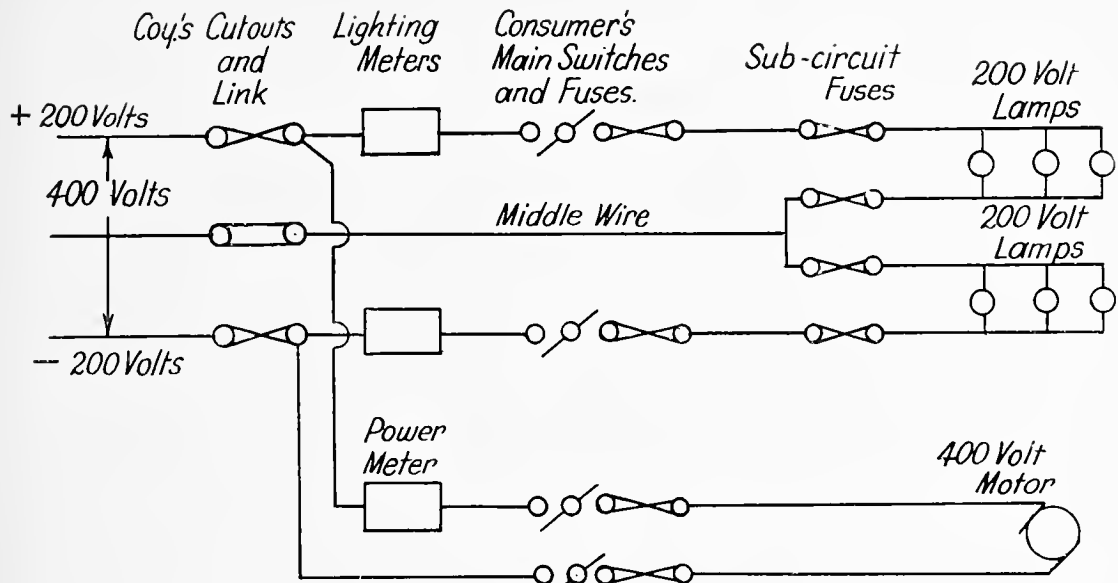 Coy's Cutouts
and
Link
Lighting
Meters
Consumer's
Main Switches
and Fuses.
Sub-circuit
Fuses
200 Volt
Lamps
+ 200 Volts
400 Volts
Middle Wire
200 Volt
Lamps
— 200 Volts
Power
Meter
400 Volt
Motor